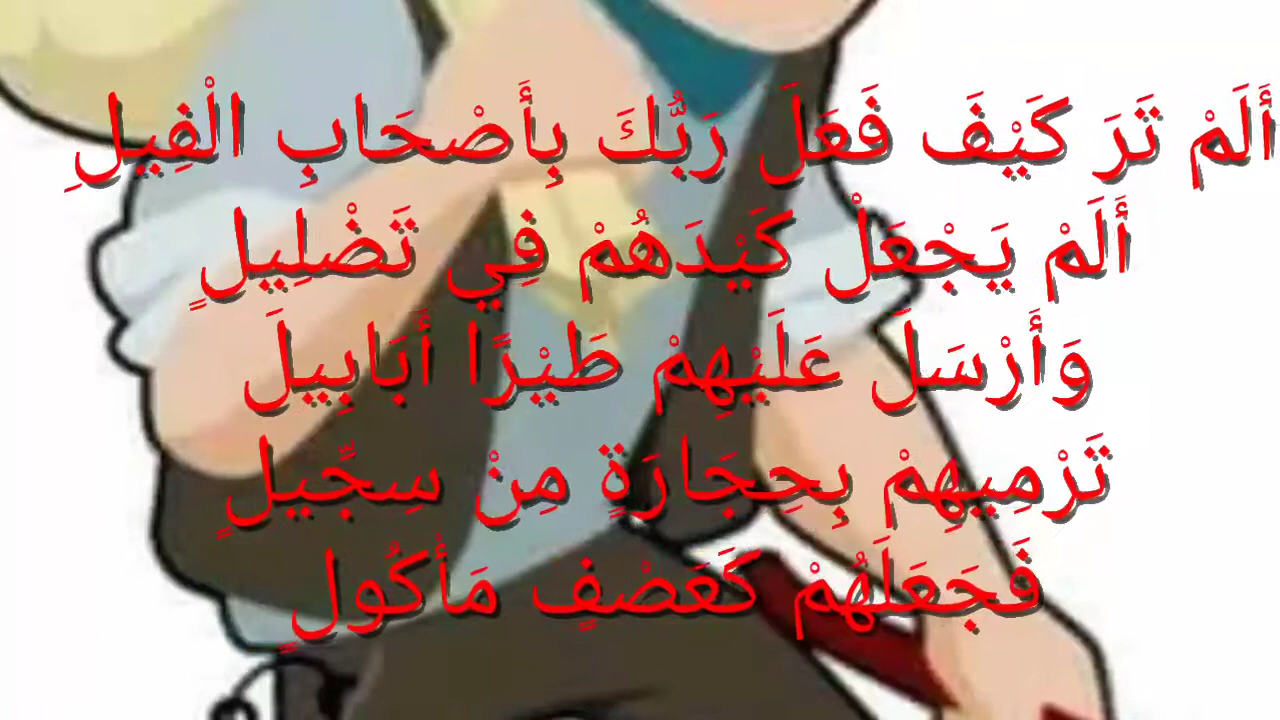 أَلَمْ تَرَ كَيْفَ فَعَلَ رَبُّكَ بِأَصْحَابِ الْفِيلِ
أَلَمْ يَجْعَلْ كَيْدَهُمْ فِي تَضْلِيلٍ
وَأَرْسَلَ عَلَيْهِمْ طَيْرًا أَبَابِيلَ
تَرْمِيهِمْ بِحِجَارَةٍ مِنْ سِجِّيلٍ
فَجَعَلَهُمْ كَعَصْفٍ مَأْكُولٍ